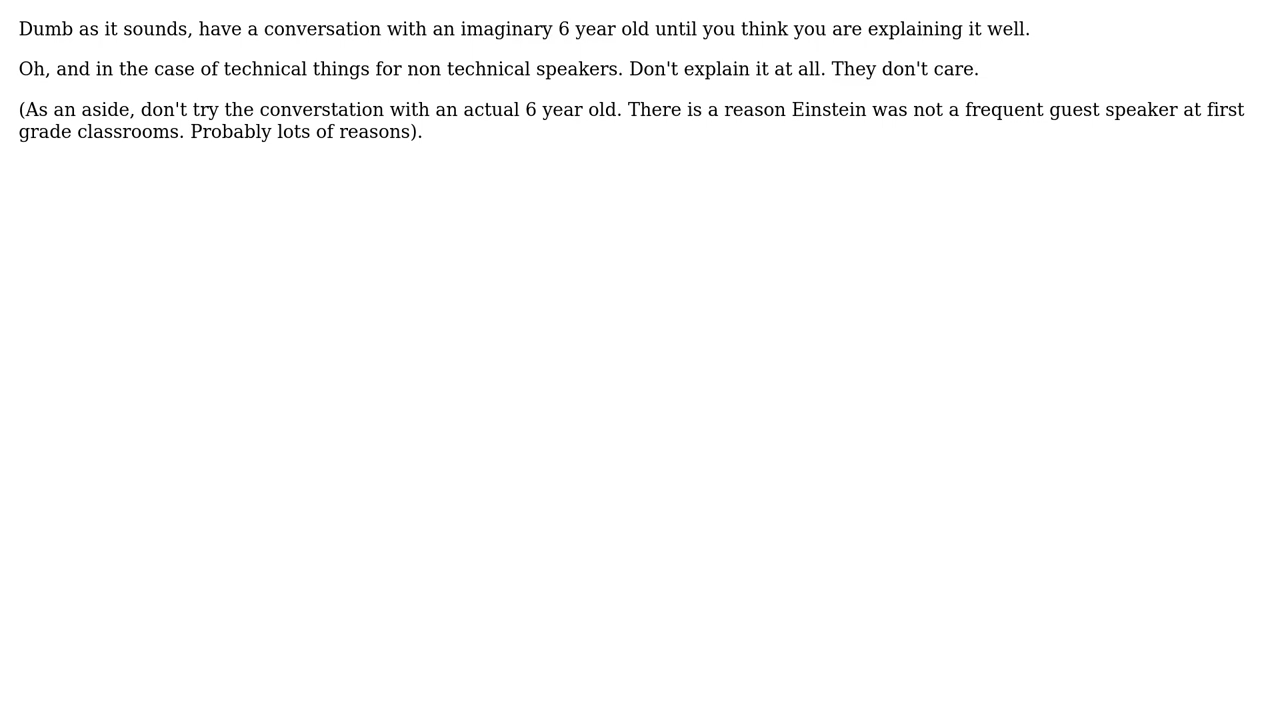 Dumb as it sounds, have a conversation with an imaginary 6 year old until you think you are explaining it well.
Oh, and in the case of technical things for non technical speakers. Don't explain it at all. They don't care.
(As an aside, don't try the converstation with an actual 6 year old. There is a reason Einstein was not a frequent guest speaker at first
grade classrooms. Probably lots of reasons).